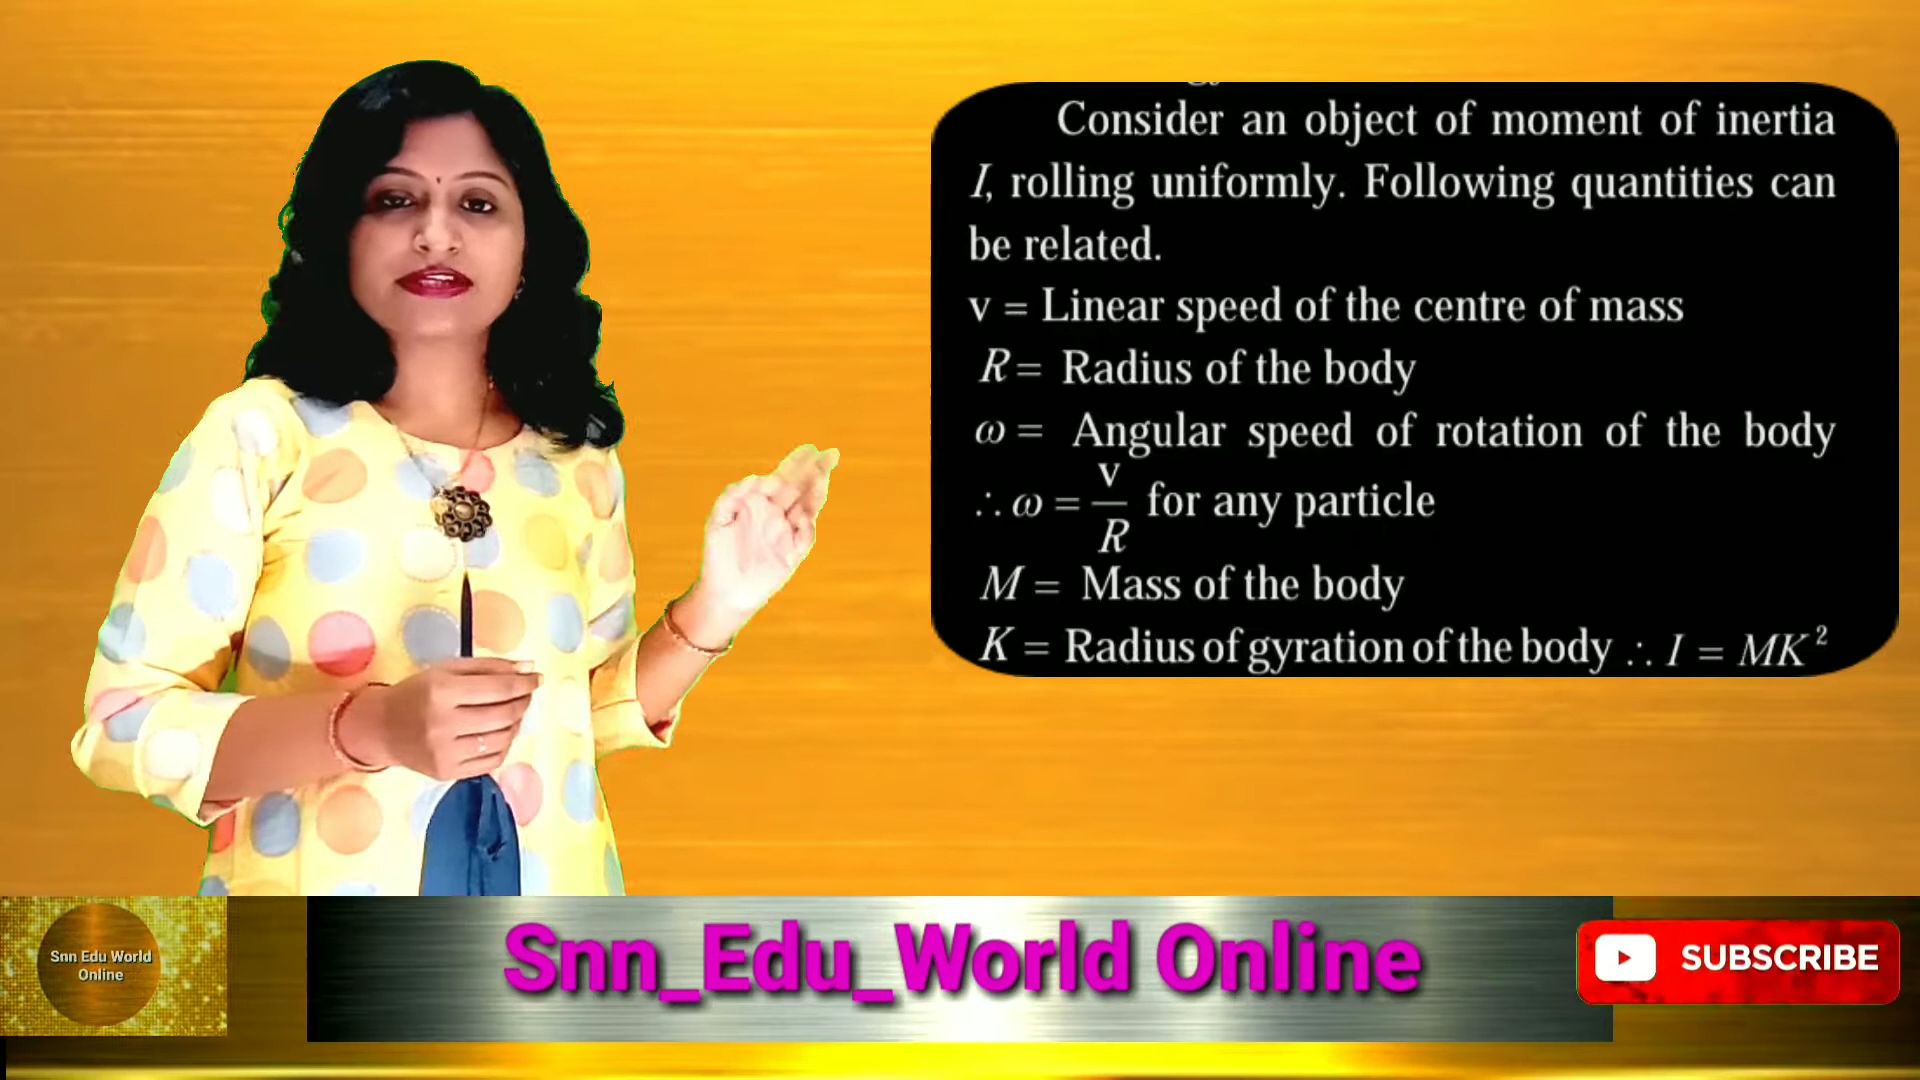 Consider an object of moment of inertia
I, rolling uniformly. Following quantities can
be related.
v = Linear speed of the centre of mass
R = Radius of the body
ω = Angular speed of rotation of the body
∴ ω = v/R for any particle
M = Mass of the body
K = Radius of gyration of the body ∴ I = MK²
Snn Edu World
Online
Snn_Edu_World Online
SUBSCRIBE